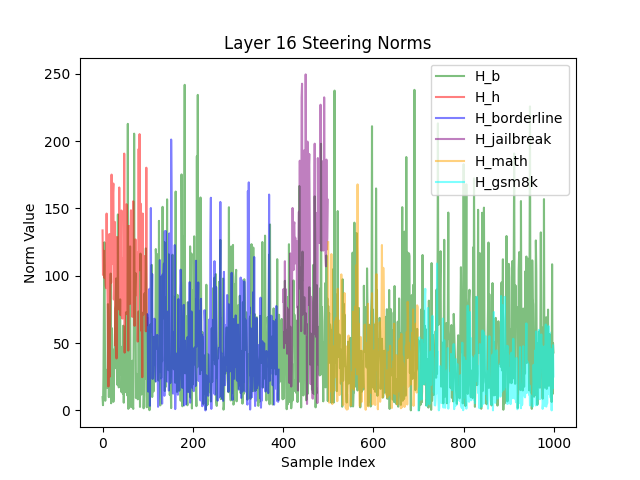 Layer 16 Steering Norms
Norm Value
250
200
150
100
50
0
H_b
H_h
H_borderline
H_jailbreak
H_math
H_gsm8k
0 200 400 600 800 1000
Sample Index